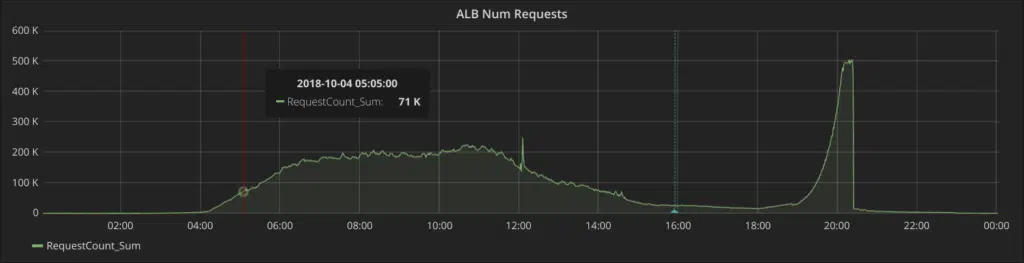 ALB Num Requests
600 K
500 K
400 K
300 K
200 K
100 K
0
2018-10-04 05:05:00
RequestCount_Sum: 71 K
02:00 04:00 06:00 08:00 10:00 12:00 14:00 16:00 18:00 20:00 22:00 00:00
RequestCount_Sum